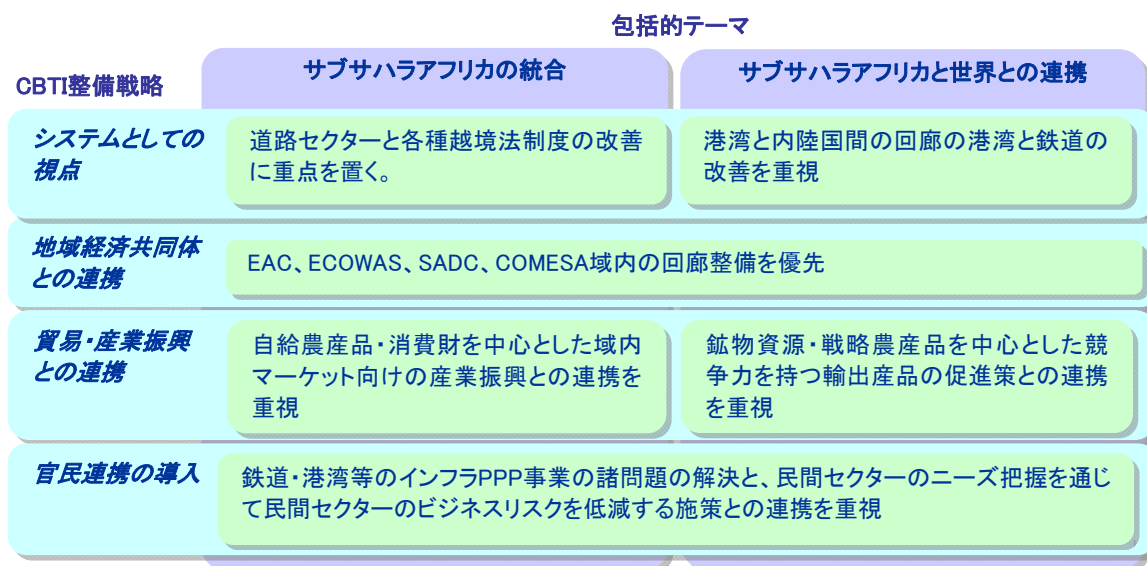 包括的テーマ
CBTI整備戦略
サブサハラアフリカの統合
サブサハラアフリカと世界との連携
システムとしての
視点
道路セクターと各種越境法制度の改善
に重点を置く。
港湾と内陸国間の回廊の港湾と鉄道の
改善を重視
地域経済共同体
との連携
EAC、ECOWAS、SADC、COMESA域内の回廊整備を優先
貿易・産業振興
との連携
自給農産品・消費財を中心とした域内
マーケット向けの産業振興との連携を
重視
鉱物資源・戦略農産品を中心とした競
争力を持つ輸出産品の促進策との連携
を重視
官民連携の導入
鉄道・港湾等のインフラPPP事業の諸問題の解決と、民間セクターのニーズ把握を通じ
て民間セクターのビジネスリスクを低減する施策との連携を重視